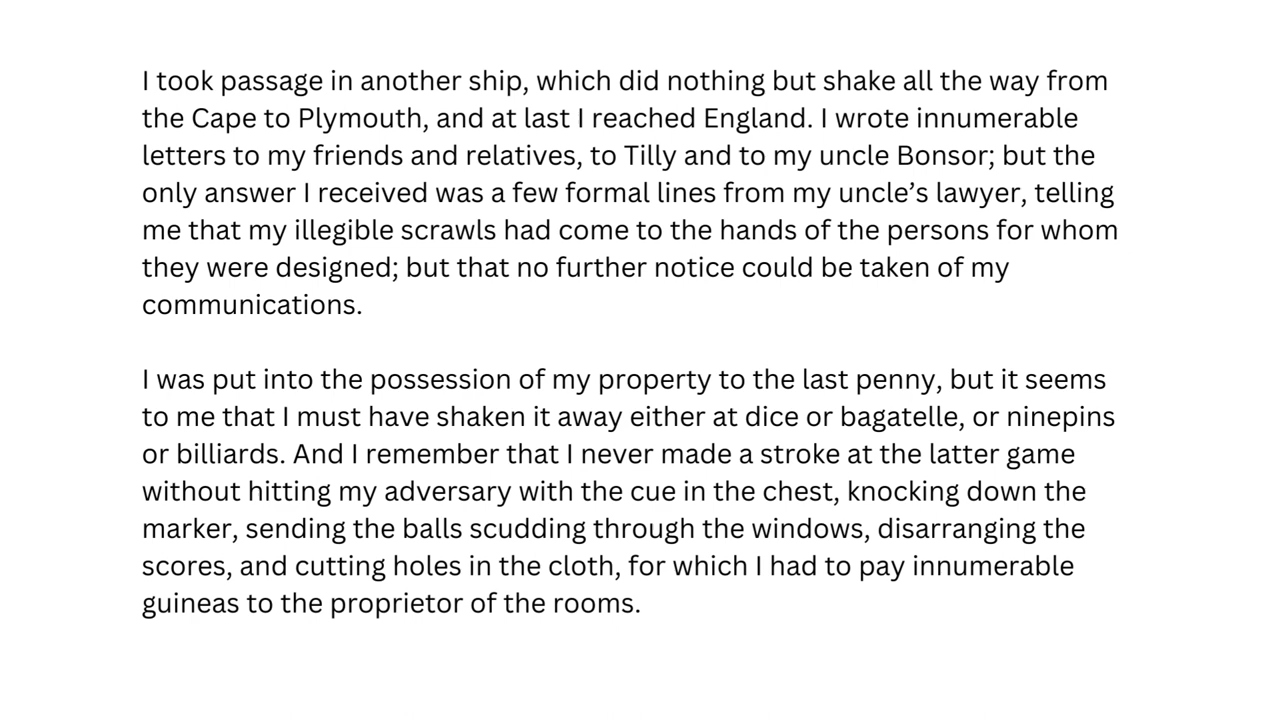 I took passage in another ship, which did nothing but shake all the way from
the Cape to Plymouth, and at last I reached England. I wrote innumerable
letters to my friends and relatives, to Tilly and to my uncle Bonsor; but the
only answer I received was a few formal lines from my uncle’s lawyer, telling
me that my illegible scrawls had come to the hands of the persons for whom
they were designed; but that no further notice could be taken of my
communications.
I was put into the possession of my property to the last penny, but it seems
to me that I must have shaken it away either at dice or bagatelle, or ninepins
or billiards. And I remember that I never made a stroke at the latter game
without hitting my adversary with the cue in the chest, knocking down the
marker, sending the balls scudding through the windows, disarranging the
scores, and cutting holes in the cloth, for which I had to pay innumerable
guineas to the proprietor of the rooms.